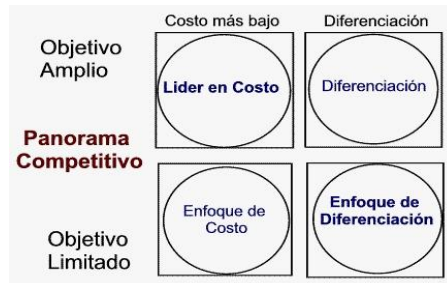 Costo más bajo
Diferenciación
Objetivo
Amplio
Lider en Costo
Diferenciación
Panorama
Competitivo
Enfoque de
Costo
Enfoque de
Diferenciación
Objetivo
Limitado